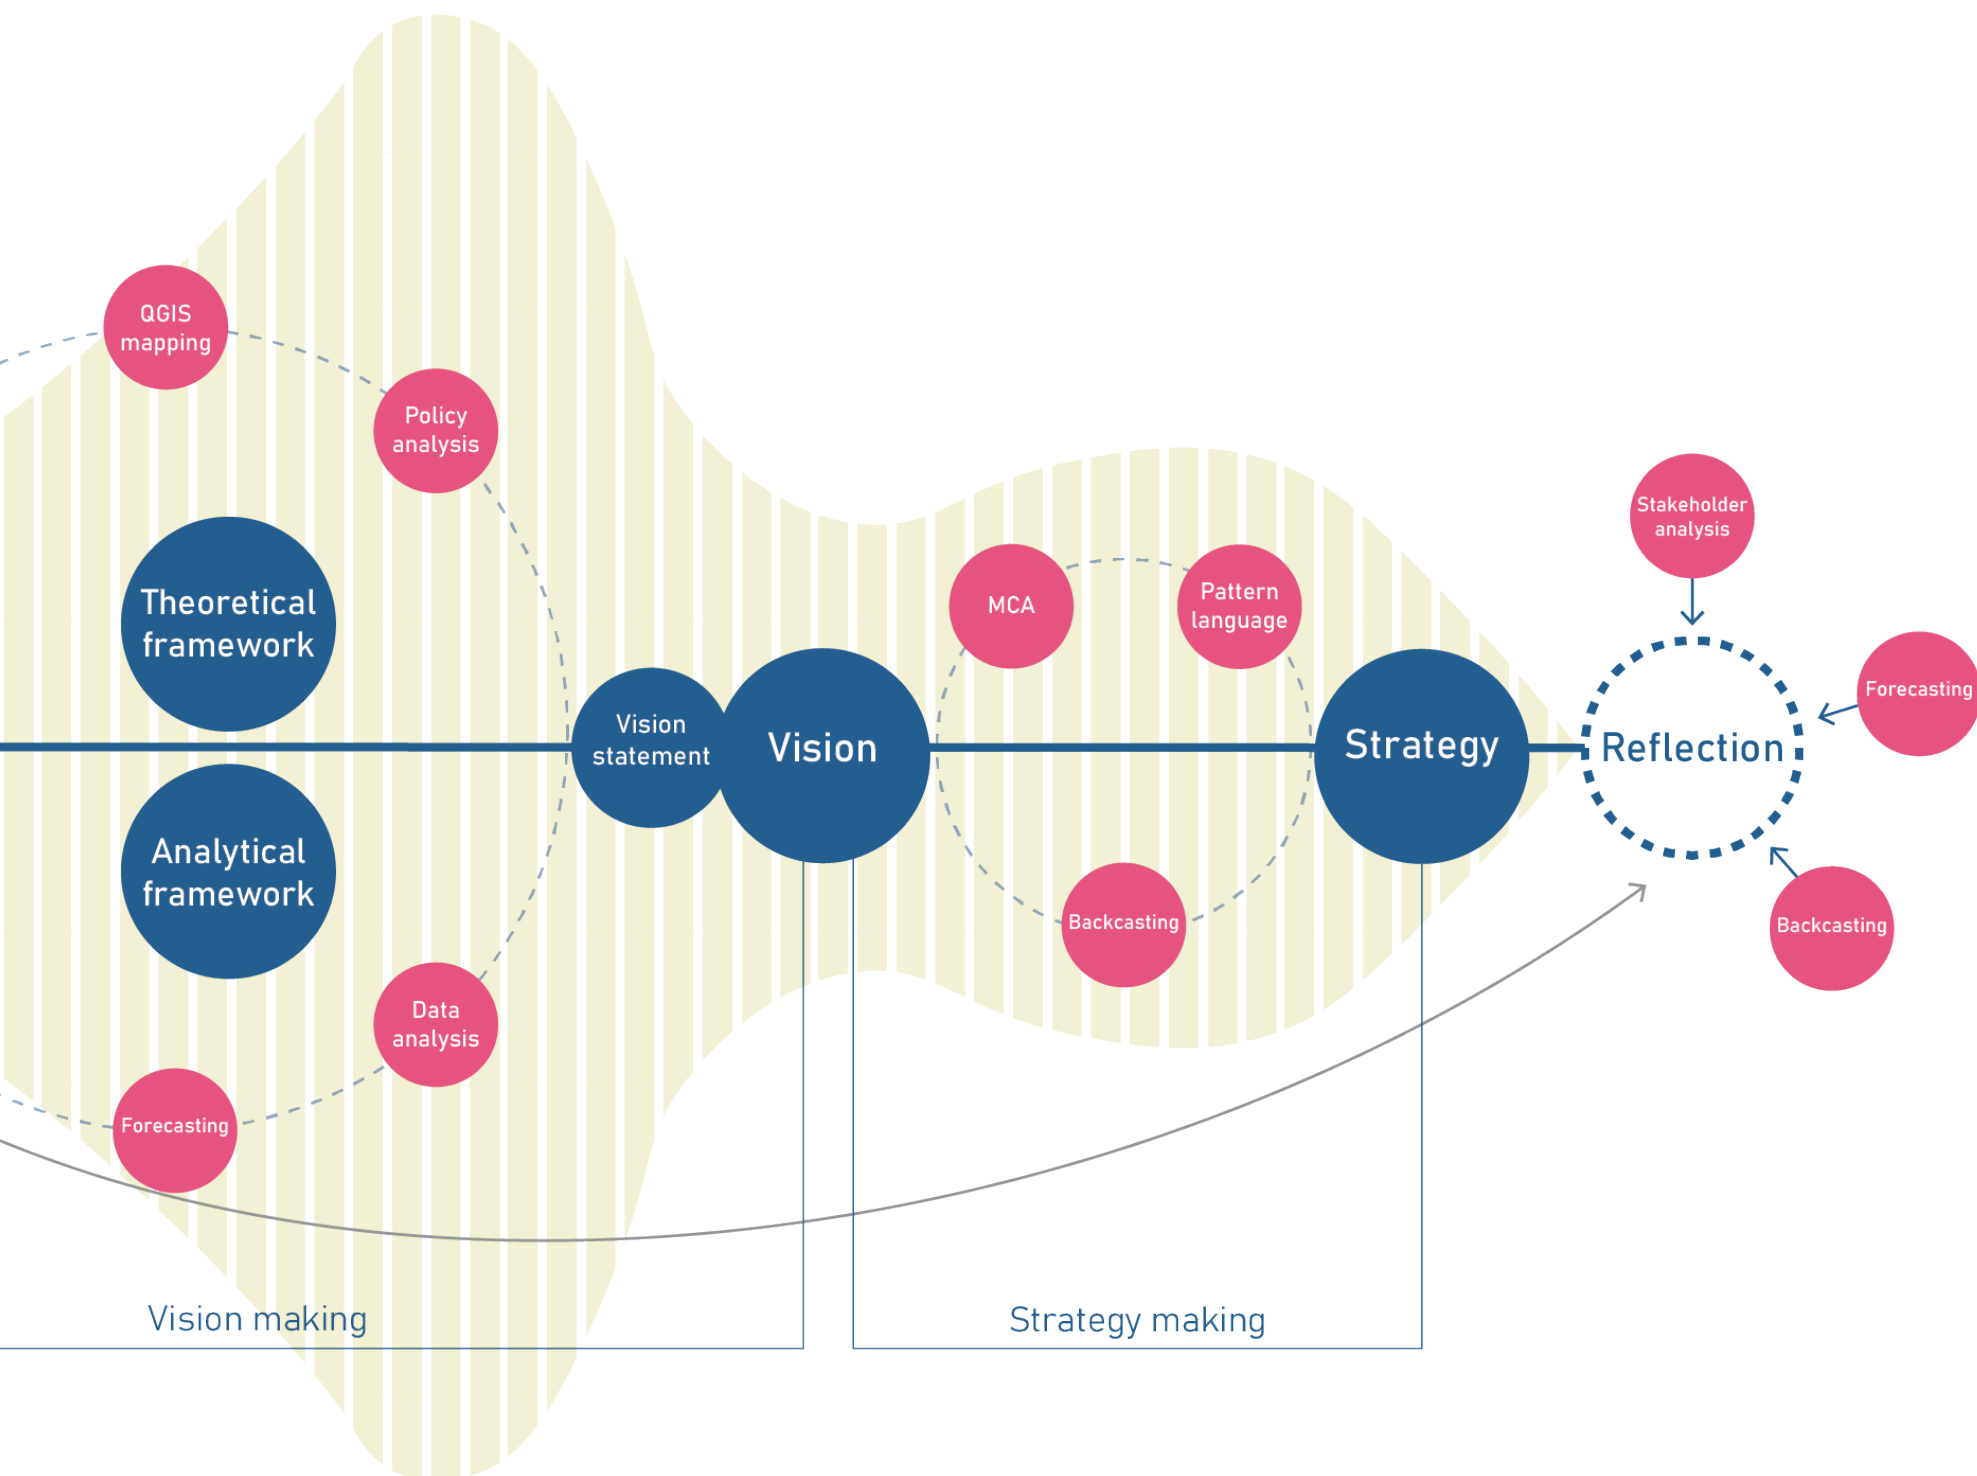 QGIS
mapping
Policy
analysis
Theoretical
framework
Analytical
framework
Data
analysis
Forecasting
Vision
statement
Vision
MCA
Pattern
language
Backcasting
Strategy
Stakeholder
analysis
Forecasting
Reflection
Backcasting
Vision making
Strategy making